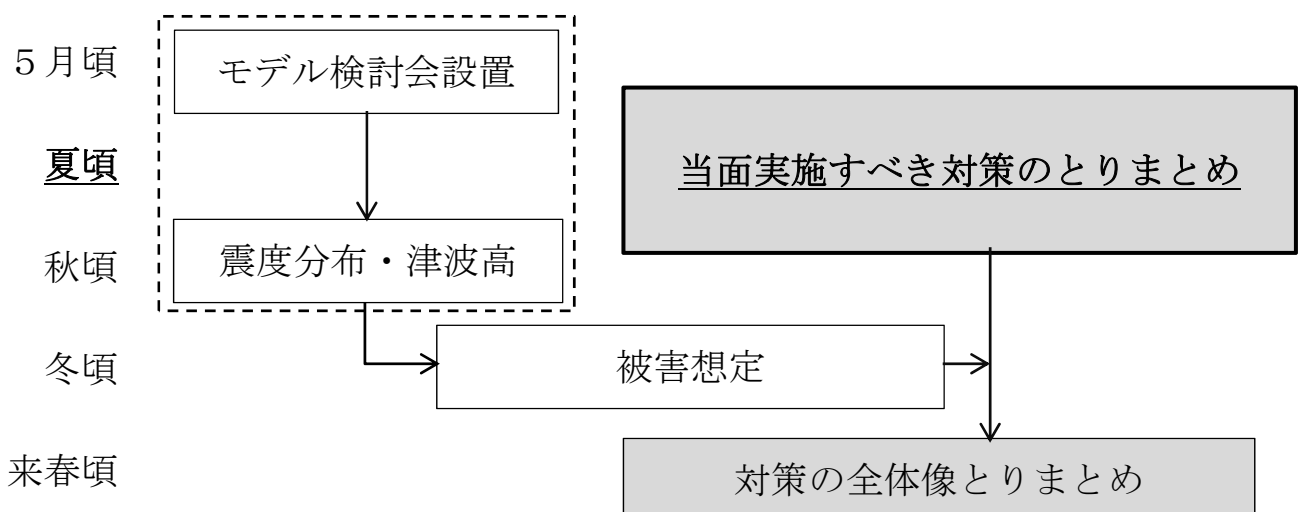 ５月頃
モデル検討会設置
夏頃
当面実施すべき対策のとりまとめ
秋頃
震度分布・津波高
冬頃
被害想定
来春頃
対策の全体像とりまとめ